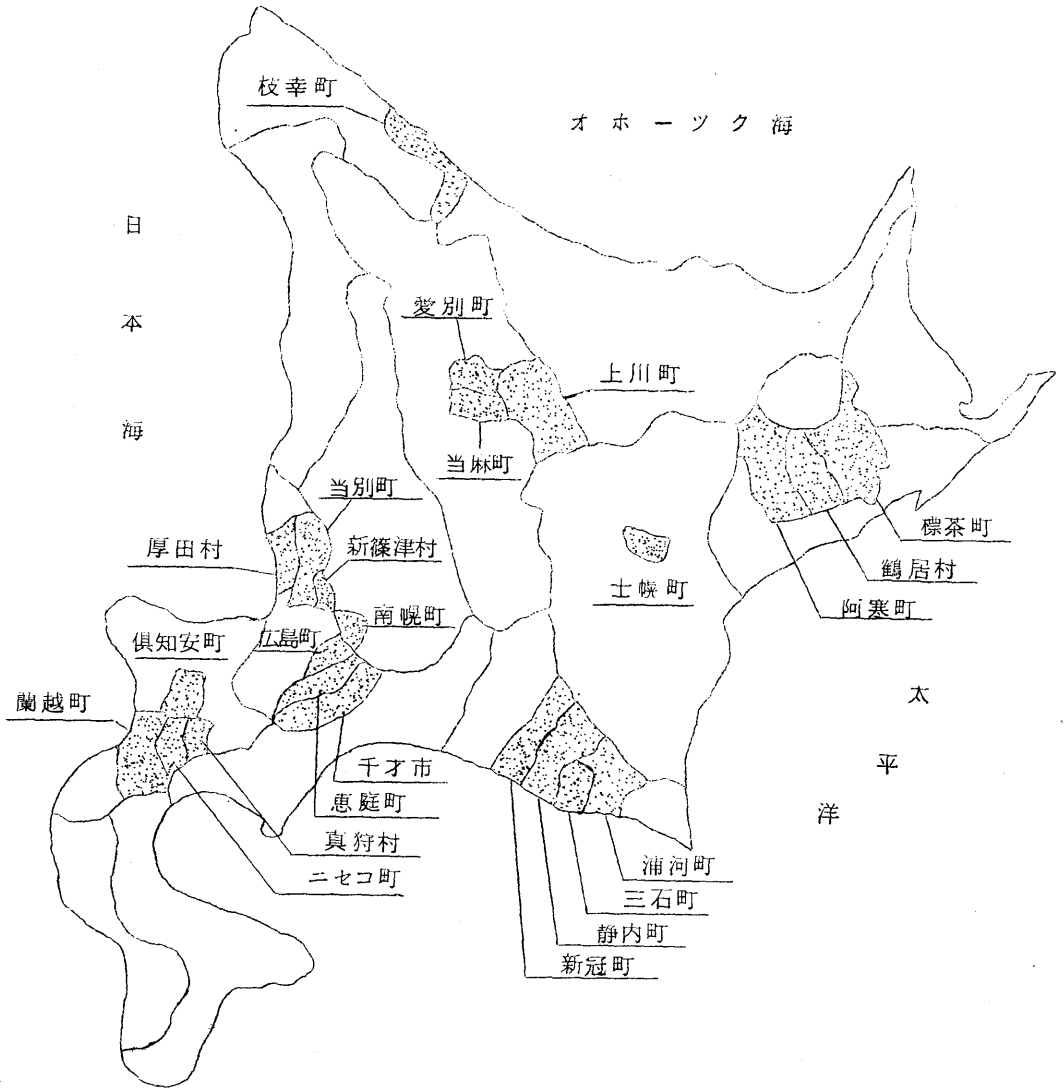 枝幸町
オホーツク海
日本海
愛別町
上川町
当麻町
当別町
厚田村
新篠津村
標茶町
鶴居村
阿寒町
士幌町
南幌町
広島町
倶知安町
蘭越町
太平洋
千才市
恵庭町
真狩村
ニセコ町
浦河町
三石町
静内町
新冠町